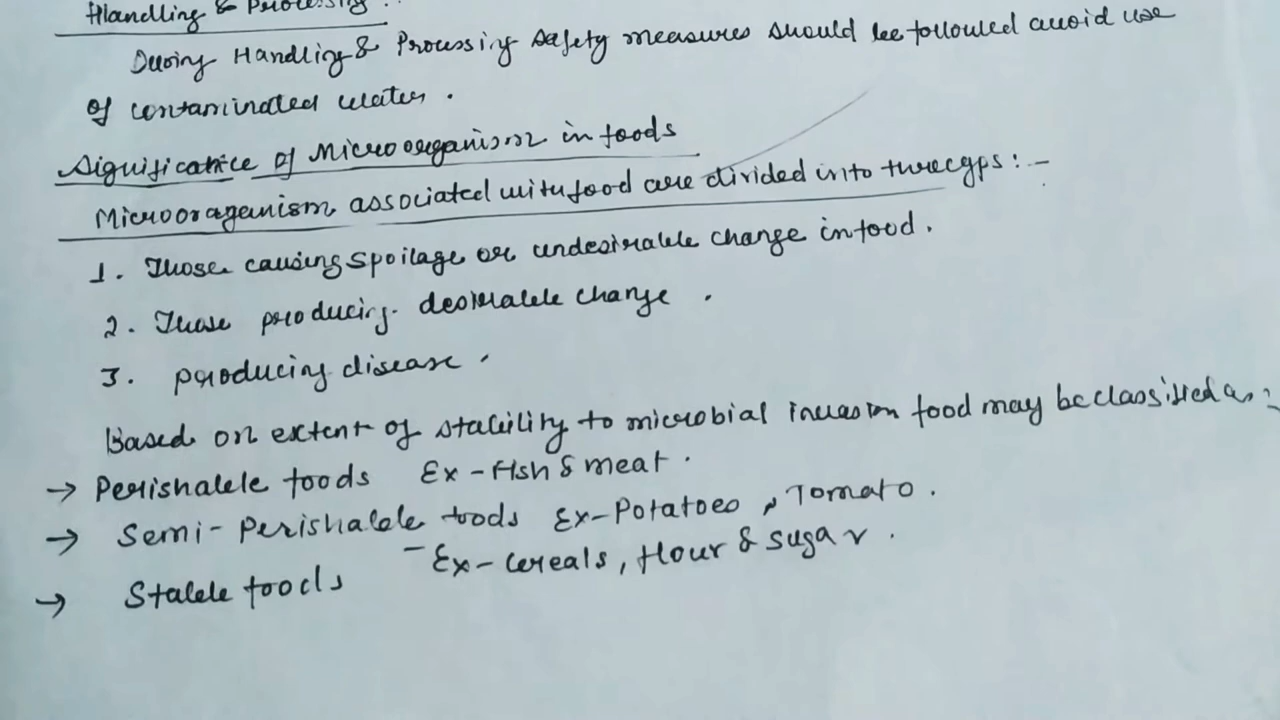 Handling & Processing :
During Handling & Processing safety measures should be followed avoid use
of contaminated water .
Significance of Microorganism in foods
Microoraganism associated with food are divided into three gps : -
1 . Those causing spoilage or undesirable change in food .
2 . Those producing . desirable change .
3 . producing disease .
Based on extent of stability to microbial invasion food may be classified as :-
→ Perishable foods Ex - Fish & meat .
→ Semi - Perishable foods Ex - Potatoes , Tomato .
→ Stable foods - Ex - Cereals , flour & sugar .